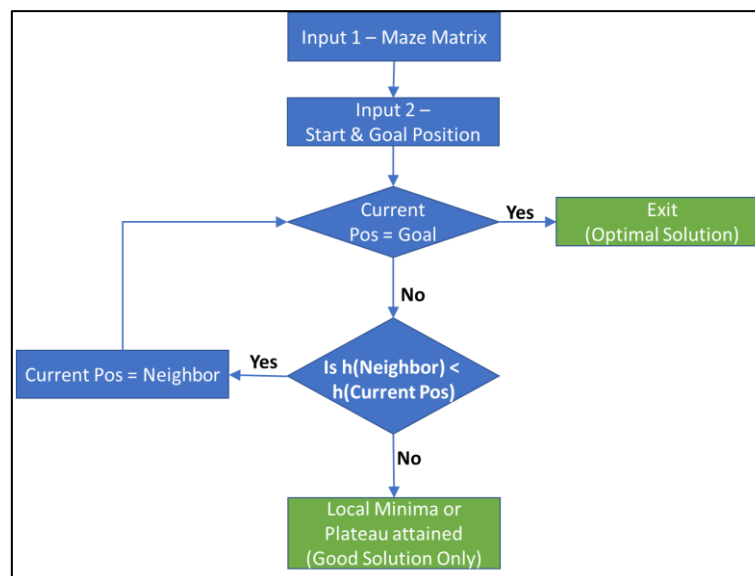 Input 1 – Maze Matrix
Input 2 –
Start & Goal Position
Current
Pos = Goal
Yes
Exit
(Optimal Solution)
No
Current Pos = Neighbor
Yes
Is h(Neighbor) <
h(Current Pos)
No
Local Minima or
Plateau attained
(Good Solution Only)